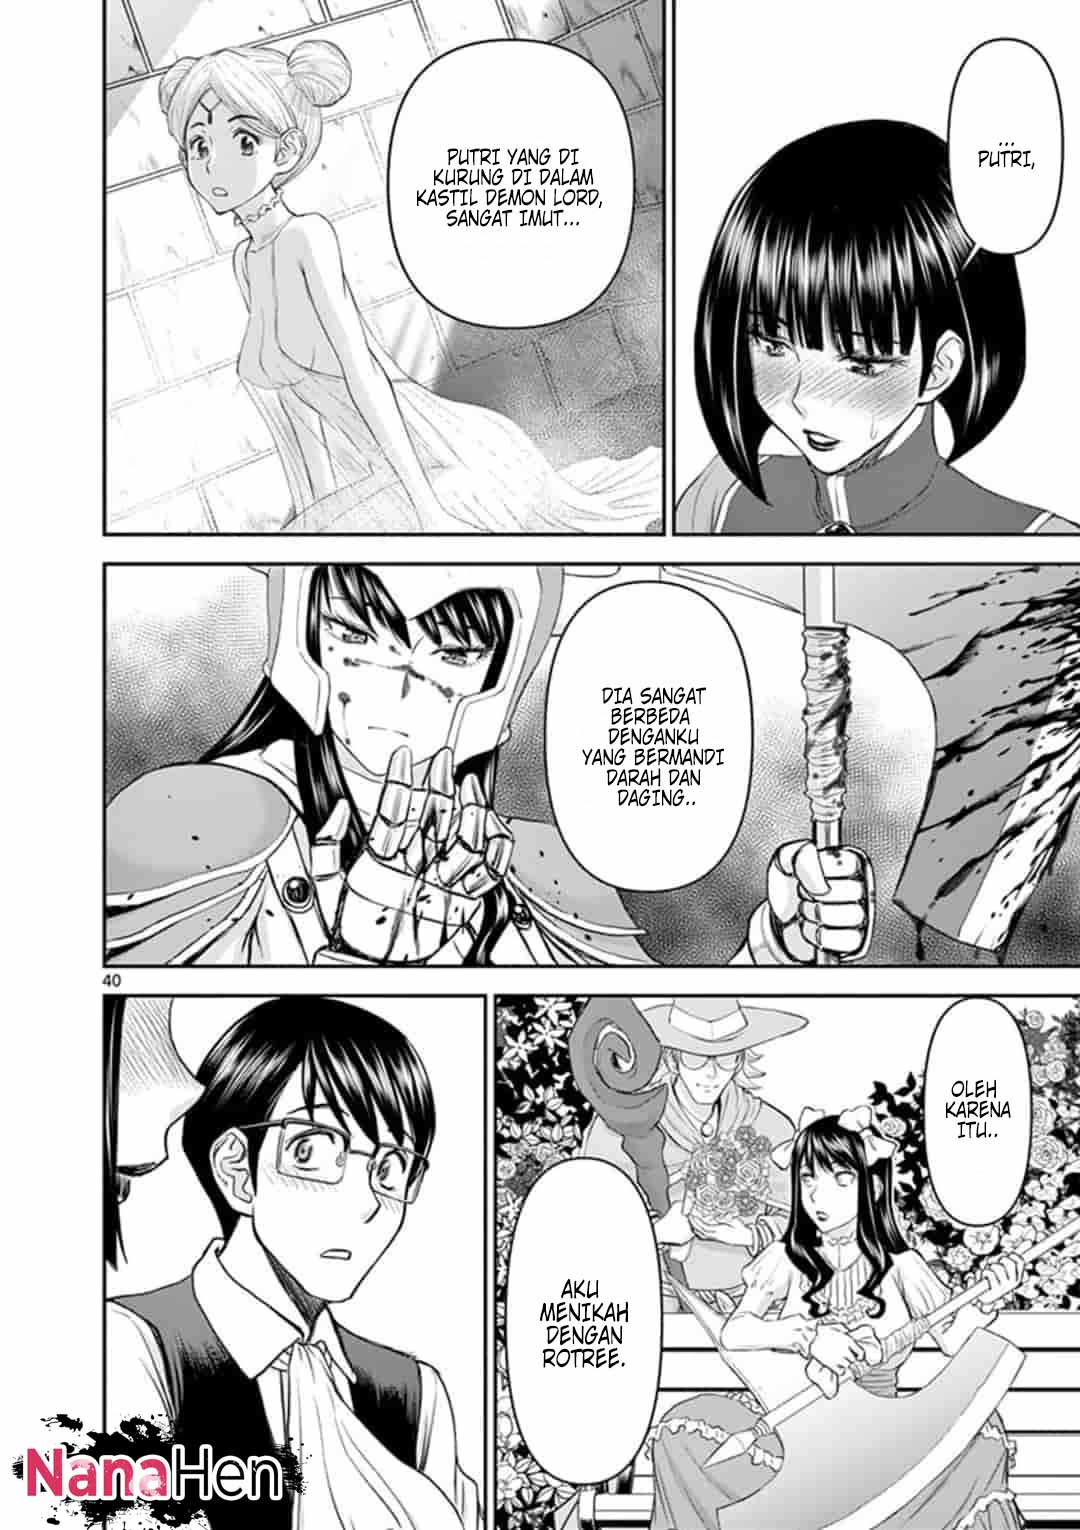 ...
PUTRI,
PUTRI YANG DI
KURUNG DI DALAM
KASTIL DEMON LORD,
SANGAT IMUT...
DIA SANGAT
BERBEDA
DENGANKU
YANG BERMANDI
DARAH DAN
DAGING..
40
OLEH
KARENA
ITU..
AKU
MENIKAH
DENGAN
ROTREE.
NanaHen